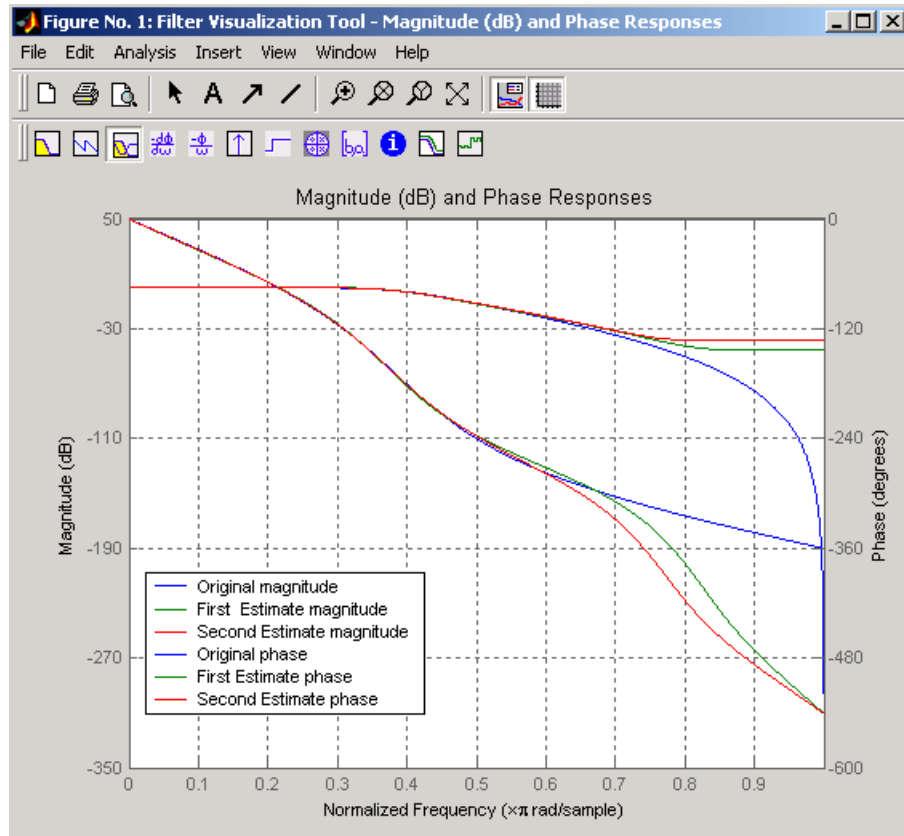 Figure No. 1: Filter Visualization Tool - Magnitude (dB) and Phase Responses
File Edit Analysis Insert View Window Help
A
-dΦ dω -Φ ω [b,a] i
Magnitude (dB) and Phase Responses
50
-30
-110
-190
-270
-350
Magnitude (dB)
0
-120
-240
-360
-480
-600
Phase (degrees)
Original magnitude
First Estimate magnitude
Second Estimate magnitude
Original phase
First Estimate phase
Second Estimate phase
0 0.1 0.2 0.3 0.4 0.5 0.6 0.7 0.8 0.9
Normalized Frequency (×π rad/sample)